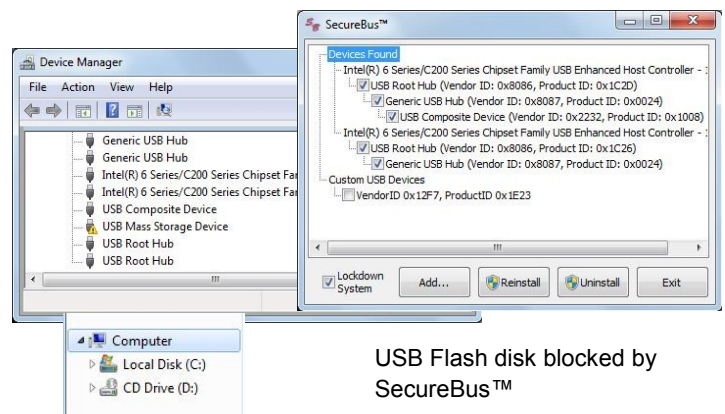 Device Manager
File Action View Help
Generic USB Hub
Generic USB Hub
Intel(R) 6 Series/C200 Series Chipset Far
Intel(R) 6 Series/C200 Series Chipset Far
USB Composite Device
USB Mass Storage Device
USB Root Hub
USB Root Hub
SecureBus™
Devices Found
Intel(R) 6 Series/C200 Series Chipset Family USB Enhanced Host Controller - 
USB Root Hub (Vendor ID: 0x8086, Product ID: 0x1C2D)
Generic USB Hub (Vendor ID: 0x8087, Product ID: 0x0024)
USB Composite Device (Vendor ID: 0x2232, Product ID: 0x1008)
Intel(R) 6 Series/C200 Series Chipset Family USB Enhanced Host Controller - 
USB Root Hub (Vendor ID: 0x8086, Product ID: 0x1C26)
Generic USB Hub (Vendor ID: 0x8087, Product ID: 0x0024)
Custom USB Devices
VendorID 0x12F7, ProductID 0x1E23
Lockdown
System
Add... Reinstall Uninstall Exit
Computer
Local Disk (C:)
CD Drive (D:)
USB Flash disk blocked by
SecureBus™